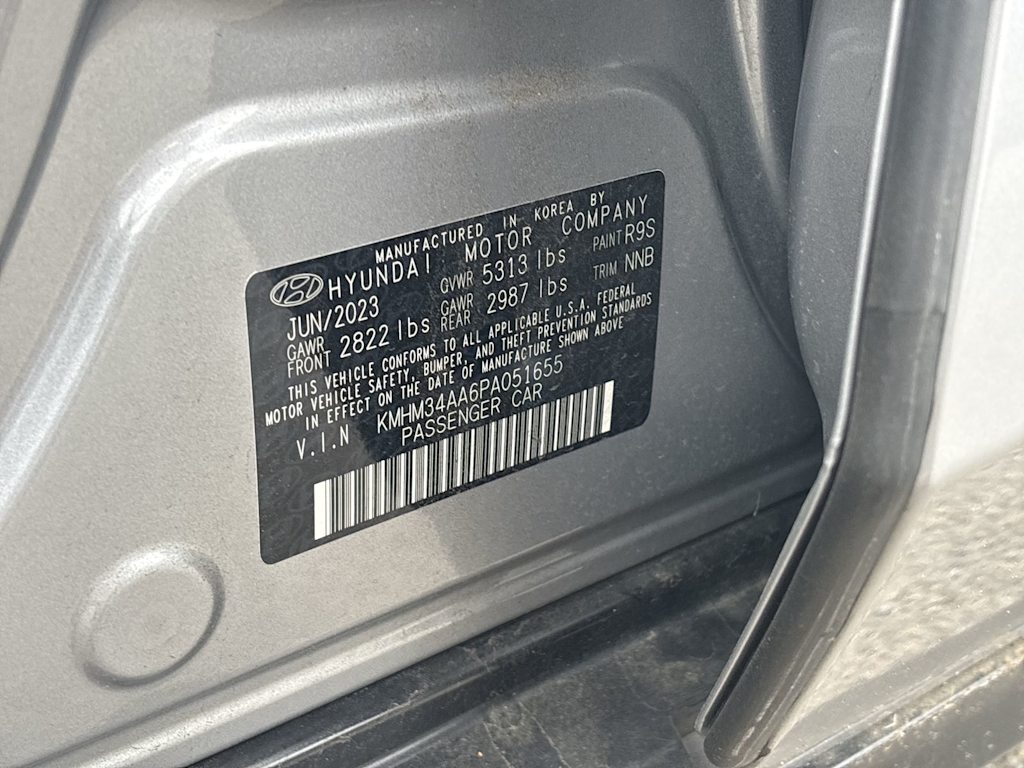 MANUFACTURED IN KOREA BY
HYUNDAI MOTOR COMPANY
JUN/2023 GVWR 5313 lbs PAINT R9S
GAWR FRONT 2822 lbs GAWR REAR 2987 lbs TRIM NNB
THIS VEHICLE CONFORMS TO ALL APPLICABLE U.S.A. FEDERAL
MOTOR VEHICLE SAFETY, BUMPER, AND THEFT PREVENTION STANDARDS
IN EFFECT ON THE DATE OF MANUFACTURE SHOWN ABOVE
V.I.N KMHM34AA6PA051655
PASSENGER CAR